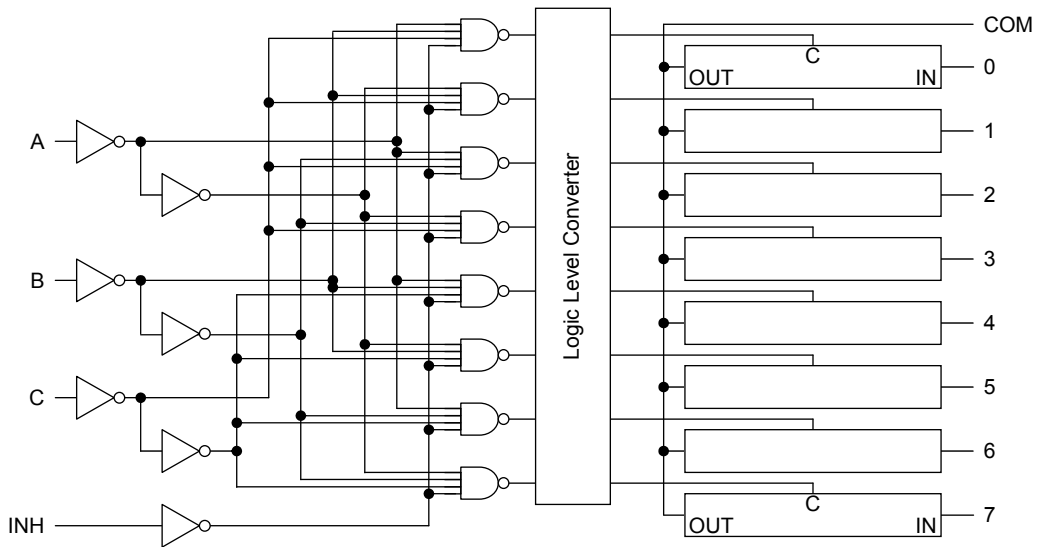 COM
C
OUT IN 0
1
A
2
Logic Level Converter
3
B
4
5
C
6
C
INH
OUT IN 7